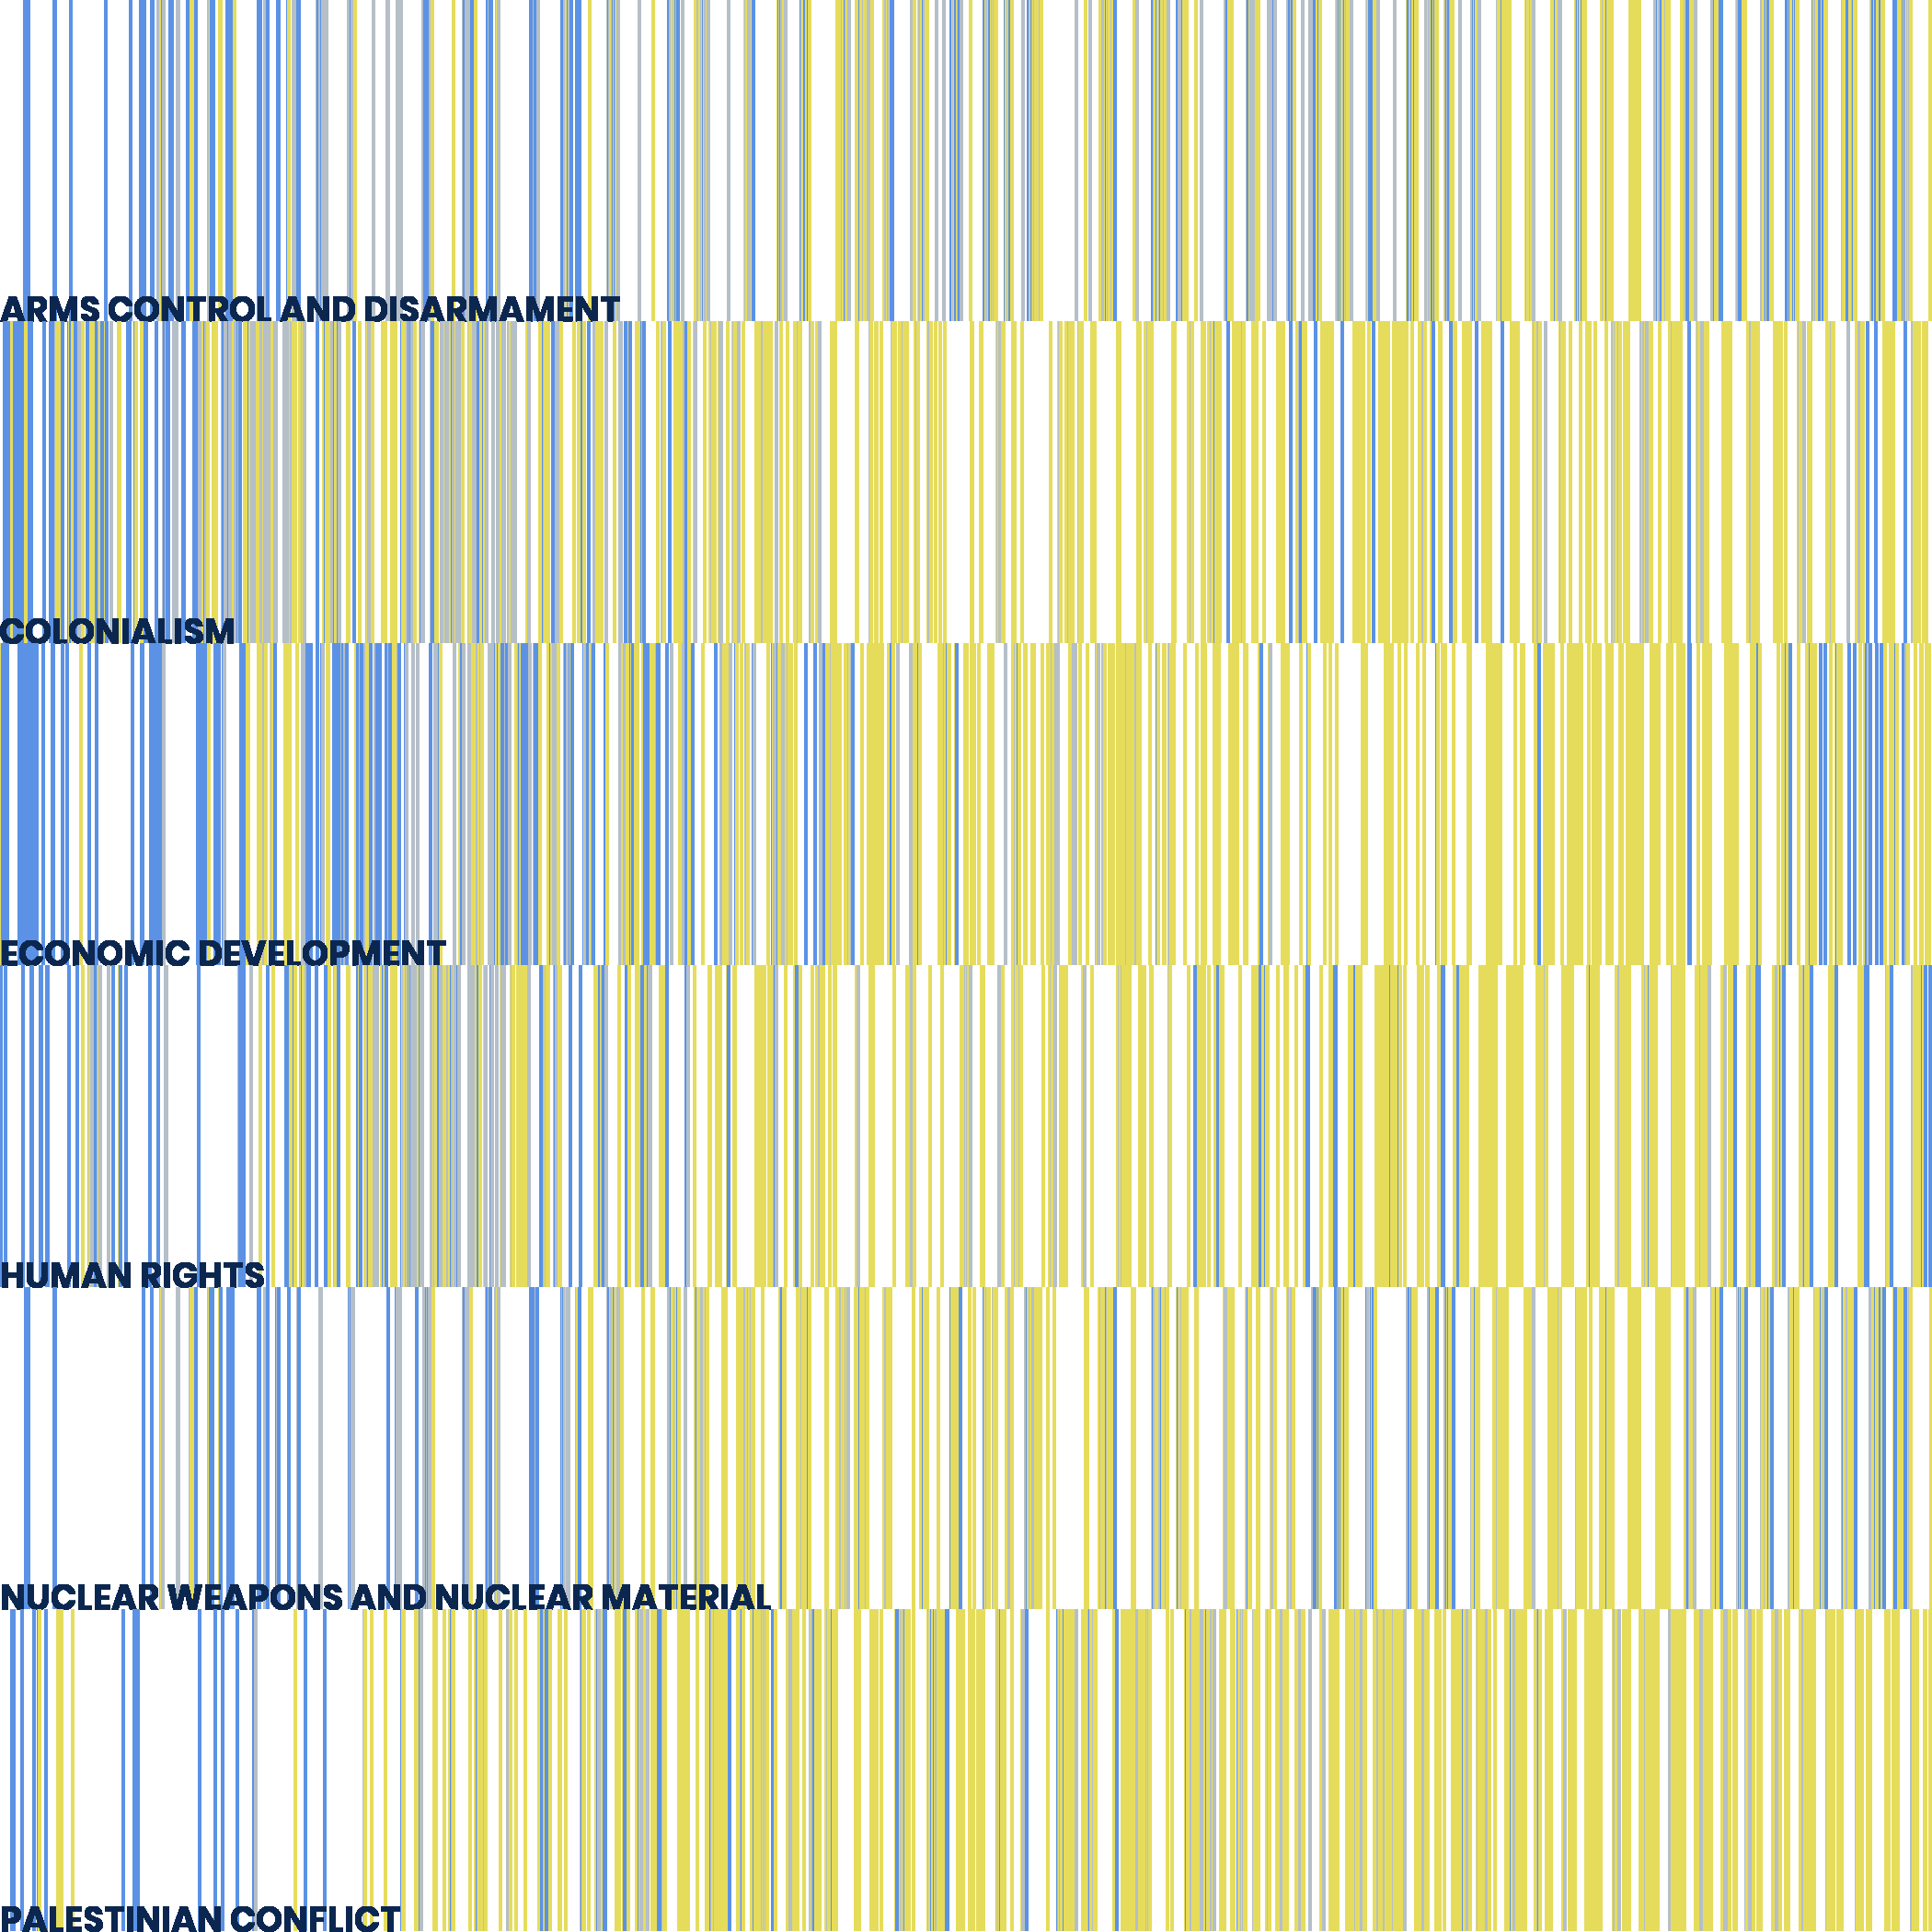 ARMS CONTROL AND DISARMAMENT
COLONIALISM
ECONOMIC DEVELOPMENT
HUMAN RIGHTS
NUCLEAR WEAPONS AND NUCLEAR MATERIAL
PALESTINIAN CONFLICT